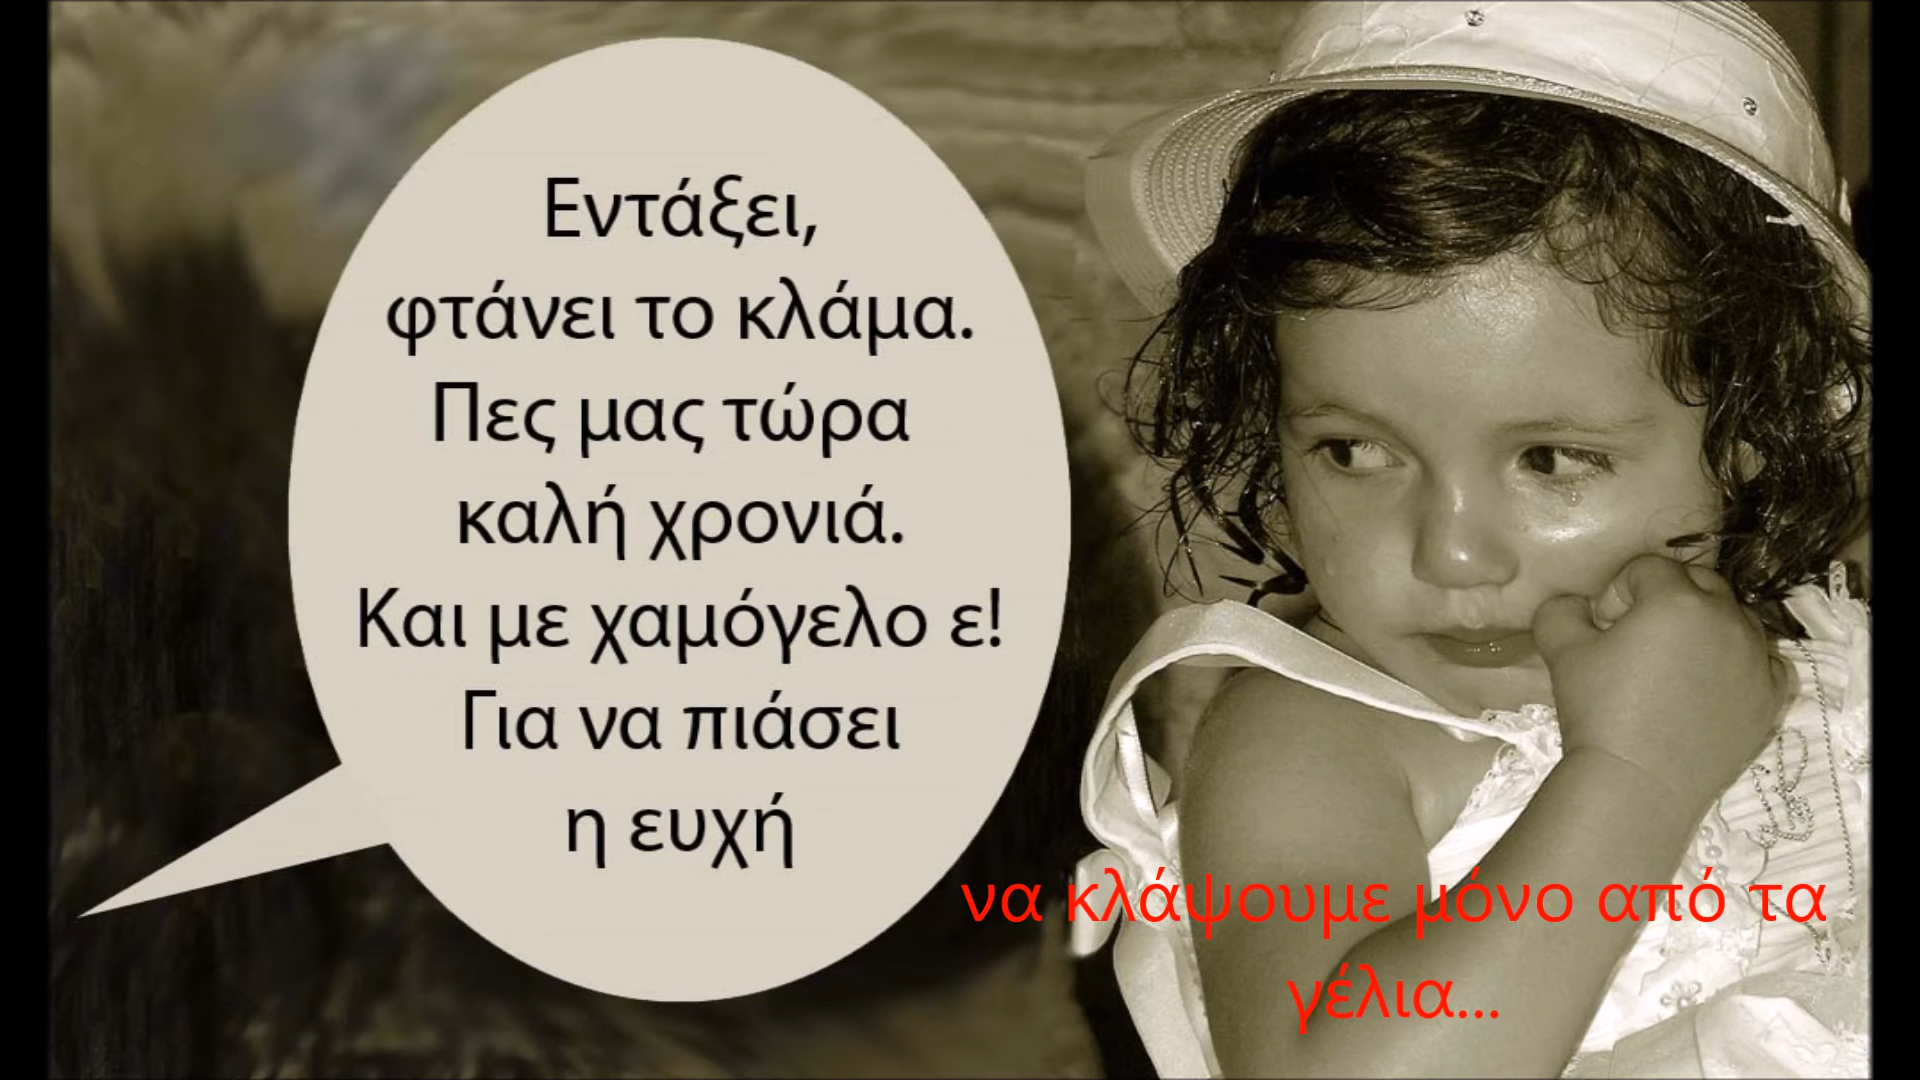 Εντάξει,
φτάνει το κλάμα.
Πες μας τώρα
καλή χρονιά.
Και με χαμόγελο ε!
Για να πιάσει
η ευχή
να κλάψουμε μόνο από τα
γέλια...